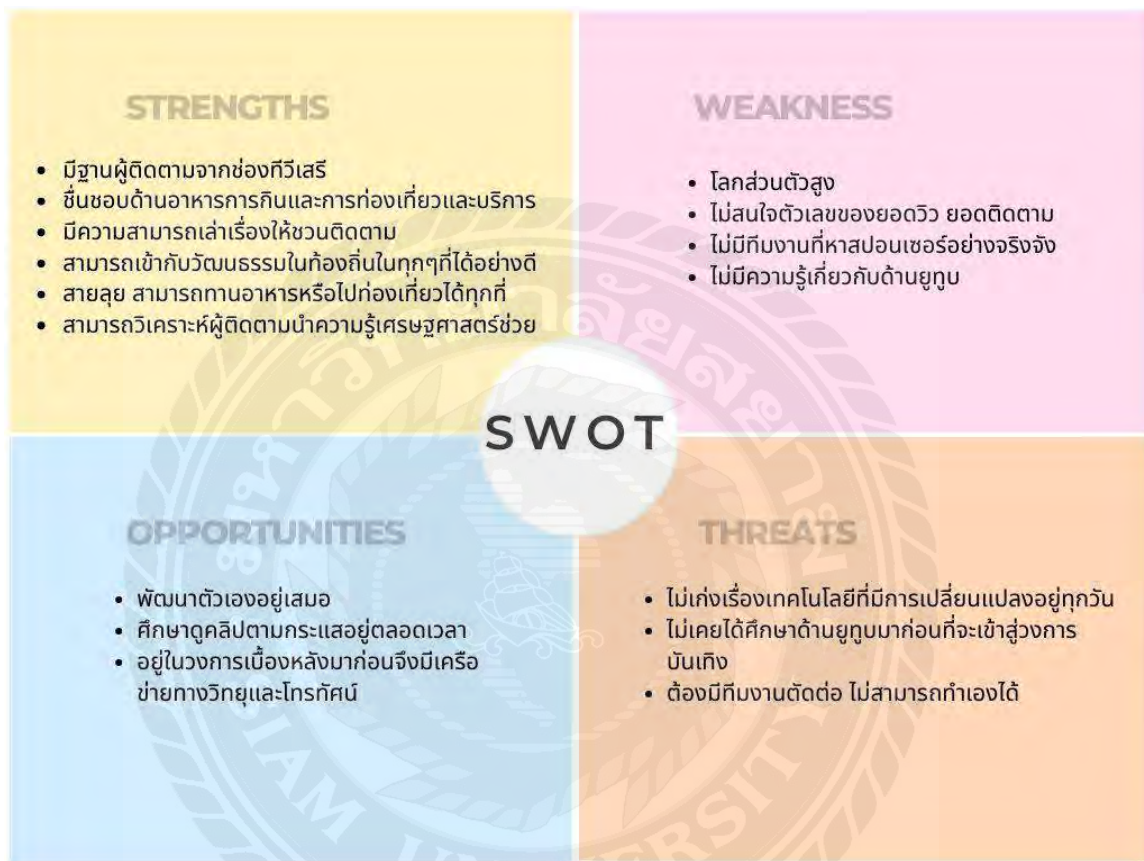 STRENGTHS
• มีฐานผู้ติดตามจากช่องทีวีเสรี
• ชื่นชอบด้านอาหารการกินและการท่องเที่ยวและบริการ
• มีความสามารถเล่าเรื่องให้ชวนติดตาม
• สามารถเข้ากับวัฒนธรรมในท้องถิ่นในทุกๆที่ได้อย่างดี
• สายลุย สามารถทานอาหารหรือไปท่องเที่ยวได้ทุกที่
• สามารถวิเคราะห์ผู้ติดตามนำความรู้เศรษฐศาสตร์ช่วย
WEAKNESS
• โลกส่วนตัวสูง
• ไม่สนใจตัวเลขของยอดวิว ยอดติดตาม
• ไม่มีทีมงานที่หาสปอนเซอร์อย่างจริงจัง
• ไม่มีความรู้เกี่ยวกับด้านยูทูบ
SWOT
OPPORTUNITIES
• พัฒนาตัวเองอยู่เสมอ
• ศึกษาดูคลิปตามกระแสอยู่ตลอดเวลา
• อยู่ในวงการเบื้องหลังมาก่อนจึงมีเครือ
ข่ายทางวิทยุและโทรทัศน์
THREATS
• ไม่เก่งเรื่องเทคโนโลยีที่มีการเปลี่ยนแปลงอยู่ทุกวัน
• ไม่เคยได้ศึกษาด้านยูทูบมาก่อนที่จะเข้าสู่วงการ
บันเทิง
• ต้องมีทีมงานตัดต่อ ไม่สามารถทำเองได้
มหาวิทยาลัยสยาม
SIAM UNIVERSITY